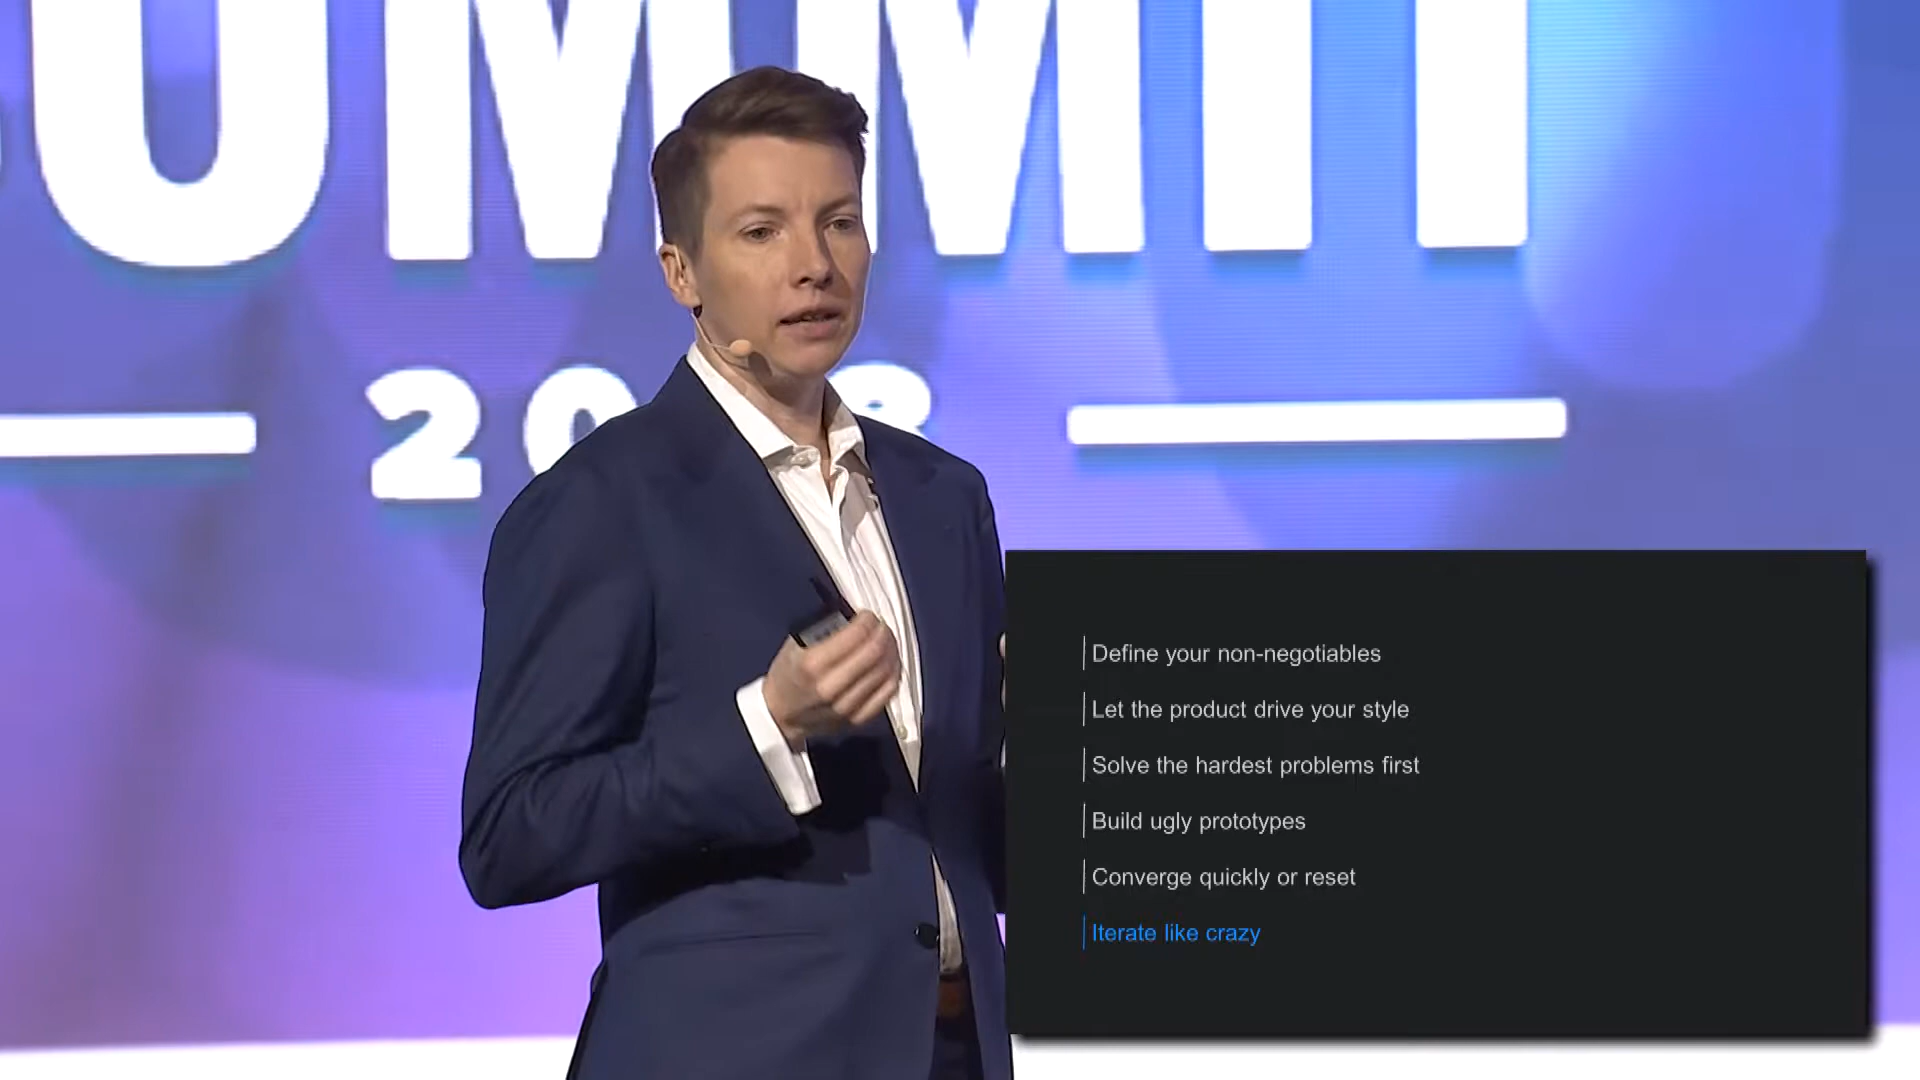 SUMMIT
Define your non-negotiables
Let the product drive your style
Solve the hardest problems first
Build ugly prototypes
Converge quickly or reset
Iterate like crazy